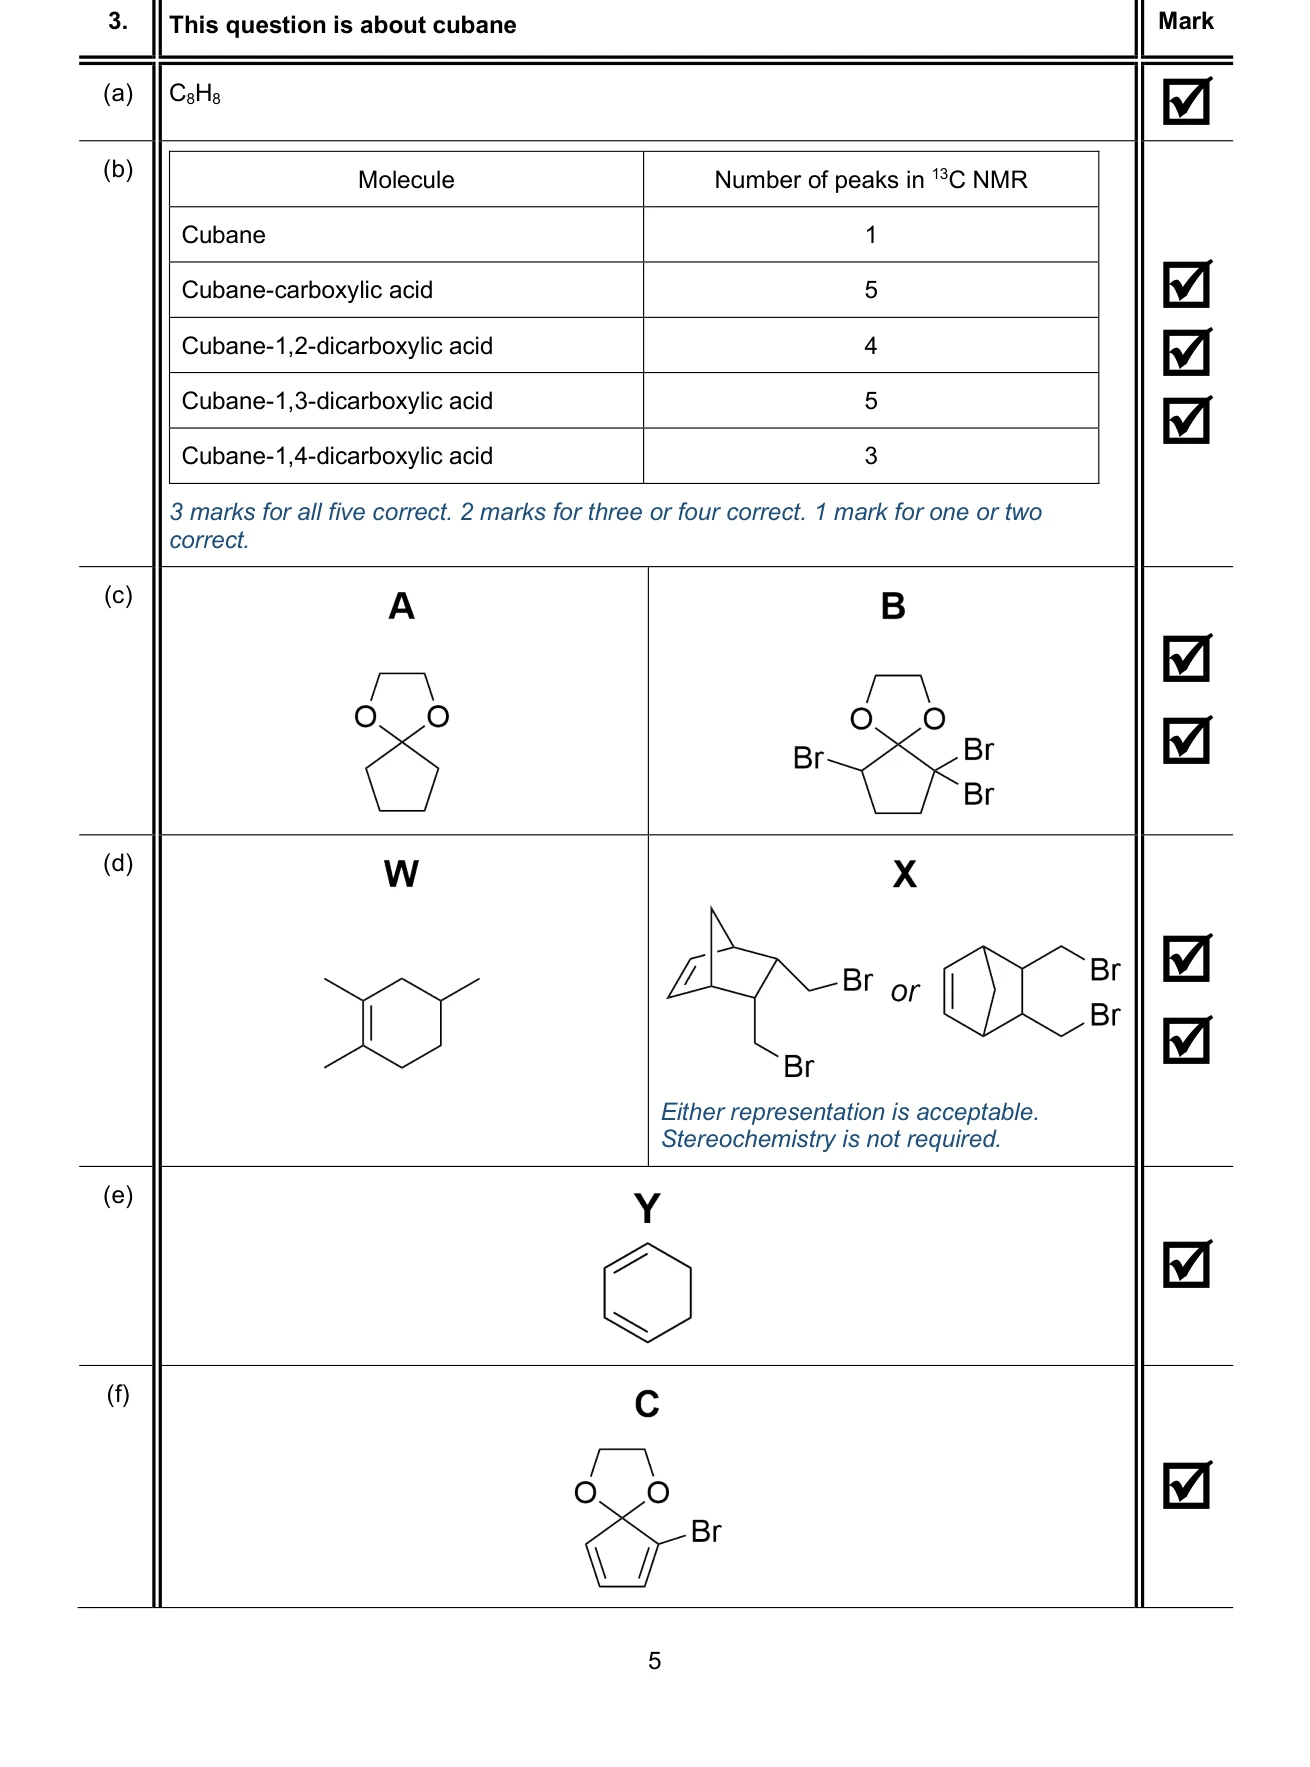 3. This question is about cubane Mark
(a) C₈H₈
(b)
Molecule Number of peaks in ¹³C NMR
Cubane 1
Cubane-carboxylic acid 5
Cubane-1,2-dicarboxylic acid 4
Cubane-1,3-dicarboxylic acid 5
Cubane-1,4-dicarboxylic acid 3
3 marks for all five correct. 2 marks for three or four correct. 1 mark for one or two
correct.
(c) A B
O O O O
Br Br
Br
(d) W X
Br or Br
Br
Br
Either representation is acceptable.
Stereochemistry is not required.
(e) Y
(f) C
O O
Br
5